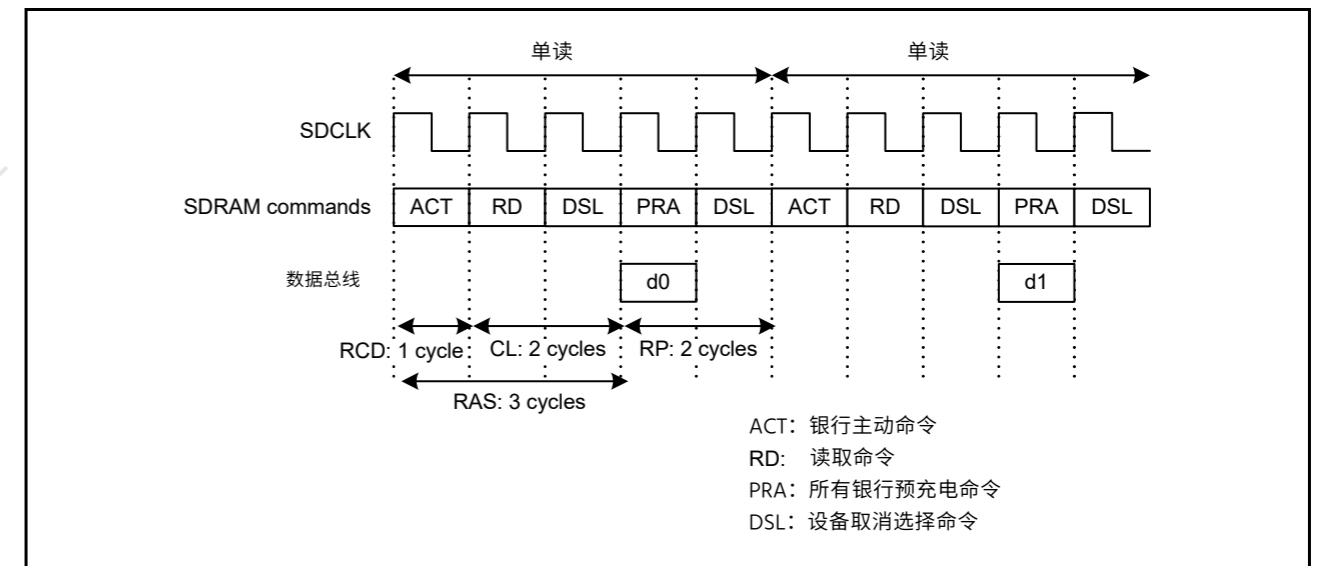 单读 单读
SDCLK
SDRAM commands ACT RD DSL PRA DSL ACT RD DSL PRA DSL
数据总线 d0 d1
RCD: 1 cycle CL: 2 cycles RP: 2 cycles
RAS: 3 cycles
ACT：银行主动命令
RD: 读取命令
PRA：所有银行预充电命令
DSL：设备取消选择命令